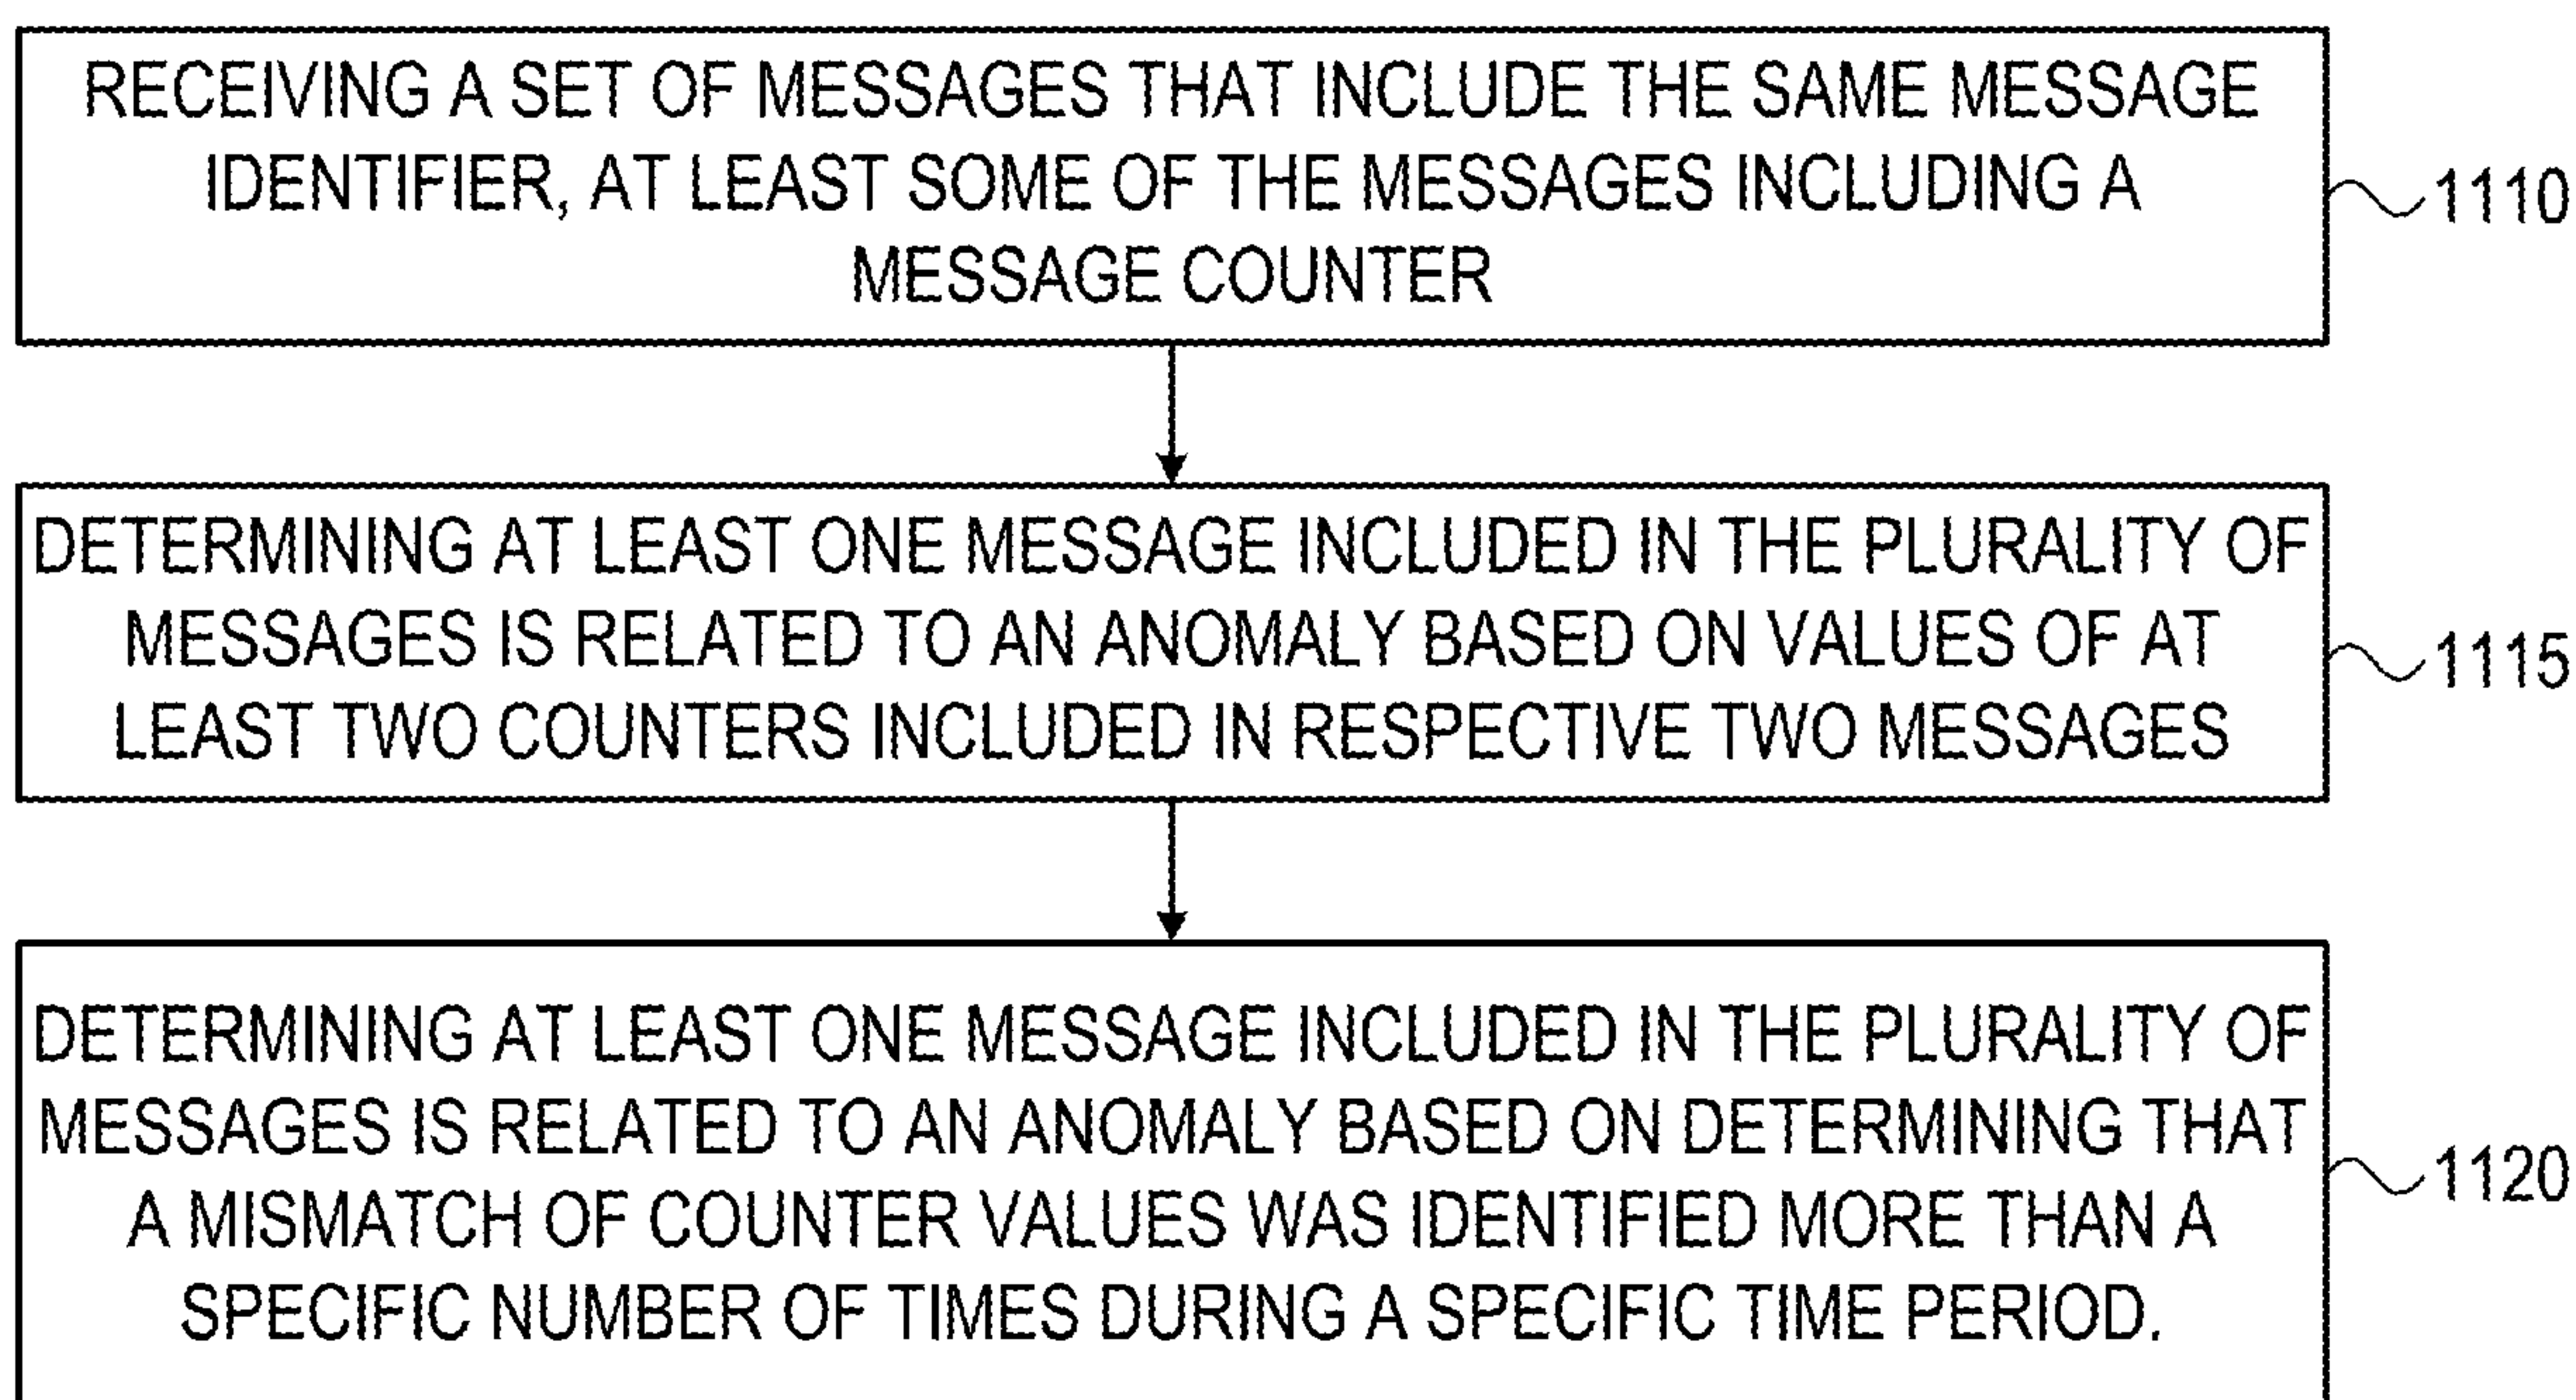 RECEIVING A SET OF MESSAGES THAT INCLUDE THE SAME MESSAGE
IDENTIFIER, AT LEAST SOME OF THE MESSAGES INCLUDING A
MESSAGE COUNTER
1110
DETERMINING AT LEAST ONE MESSAGE INCLUDED IN THE PLURALITY OF
MESSAGES IS RELATED TO AN ANOMALY BASED ON VALUES OF AT
LEAST TWO COUNTERS INCLUDED IN RESPECTIVE TWO MESSAGES
1115
DETERMINING AT LEAST ONE MESSAGE INCLUDED IN THE PLURALITY OF
MESSAGES IS RELATED TO AN ANOMALY BASED ON DETERMINING THAT
A MISMATCH OF COUNTER VALUES WAS IDENTIFIED MORE THAN A
SPECIFIC NUMBER OF TIMES DURING A SPECIFIC TIME PERIOD.
1120